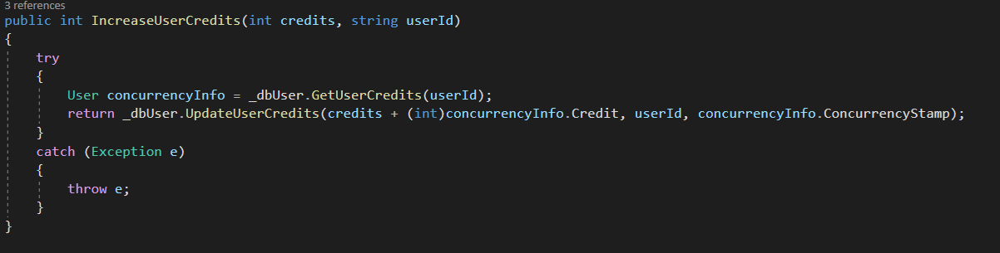 3 references
public int IncreaseUserCredits(int credits, string userId)
{
    try
    {
        User concurrencyInfo = _dbUser.GetUserCredits(userId);
        return _dbUser.UpdateUserCredits(credits + (int)concurrencyInfo.Credit, userId, concurrencyInfo.ConcurrencyStamp);
    }
    catch (Exception e)
    {
        throw e;
    }
}